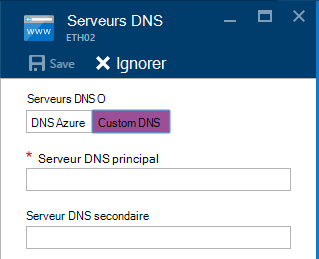 Serveurs DNS
ETH02
www
Save Ignorer
Serveurs DNS O
DNS Azure Custom DNS
* Serveur DNS principal
Serveur DNS secondaire